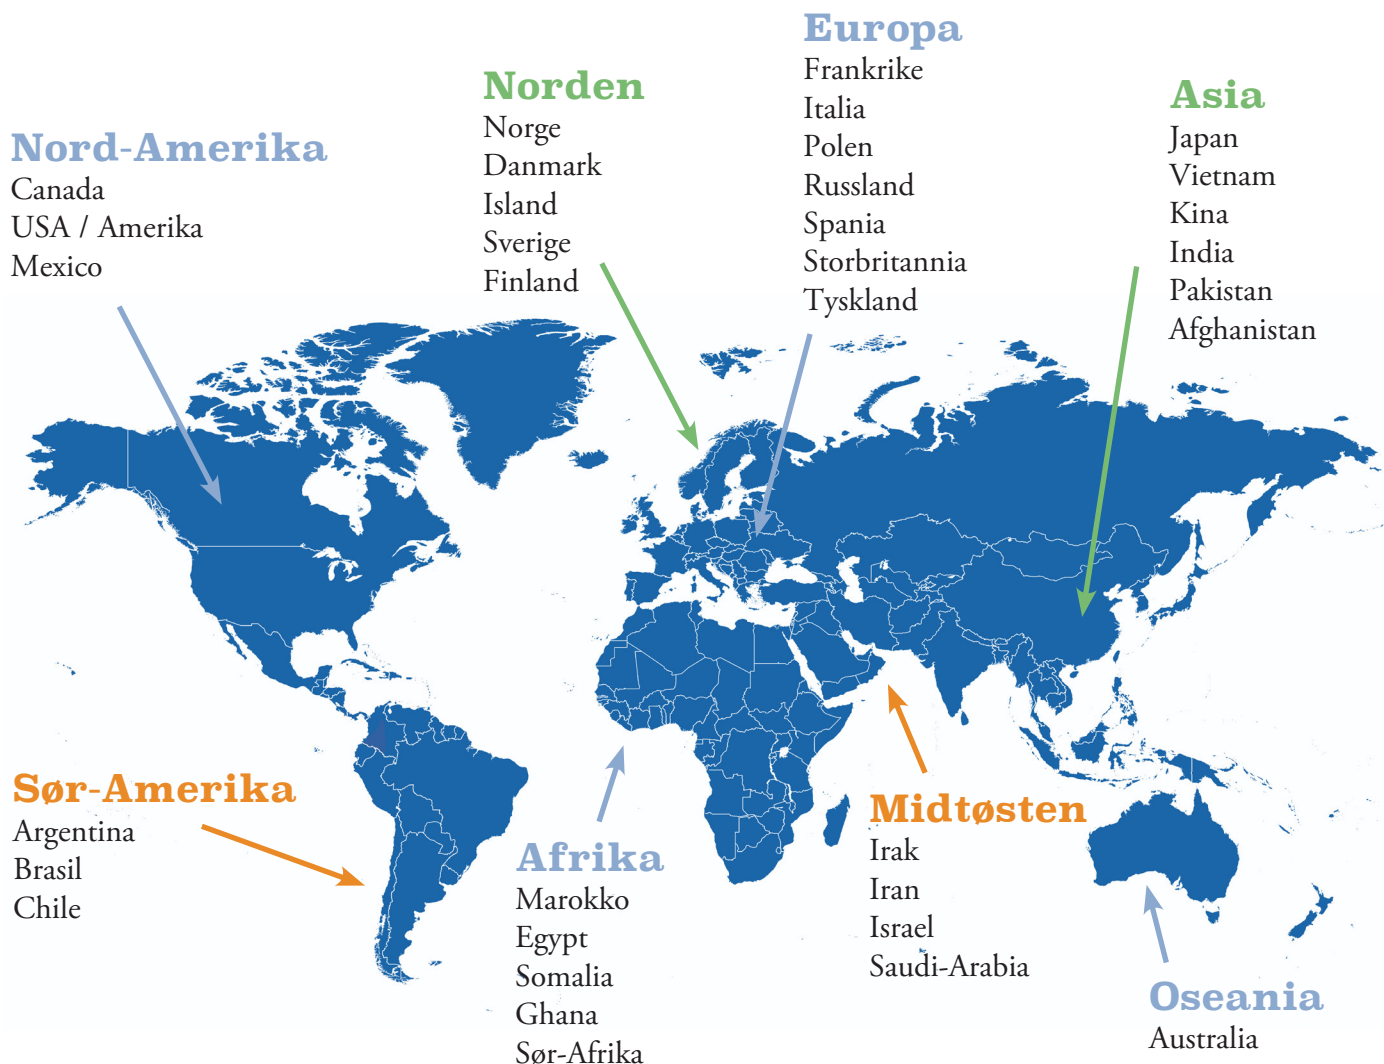 Nord-Amerika
Canada
USA / Amerika
Mexico
Norden
Norge
Danmark
Island
Sverige
Finland
Europa
Frankrike
Italia
Polen
Russland
Spania
Storbritannia
Tyskland
Asia
Japan
Vietnam
Kina
India
Pakistan
Afghanistan
Sør-Amerika
Argentina
Brasil
Chile
Afrika
Marokko
Egypt
Somalia
Ghana
Sør-Afrika
Midtøsten
Irak
Iran
Israel
Saudi-Arabia
Oseania
Australia